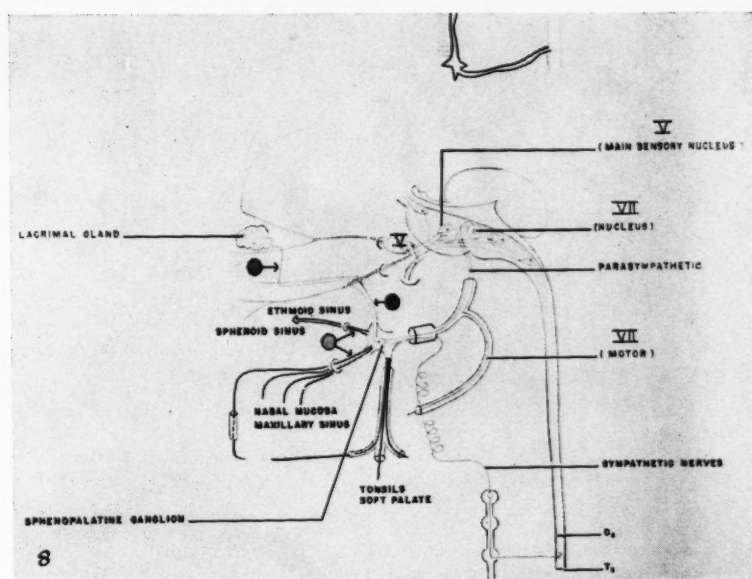 V
(MAIN SENSORY NUCLEUS)
VII
(NUCLEUS)
LACRIMAL GLAND
V
PARASYMPATHETIC
ETHMOID SINUS
SPHEROID SINUS
VII
(MOTOR)
NASAL MUCOSA
MAXILLARY SINUS
SYMPATHETIC NERVES
TONSILS
SOFT PALATE
SPHENOPALATINE GANGLION
8